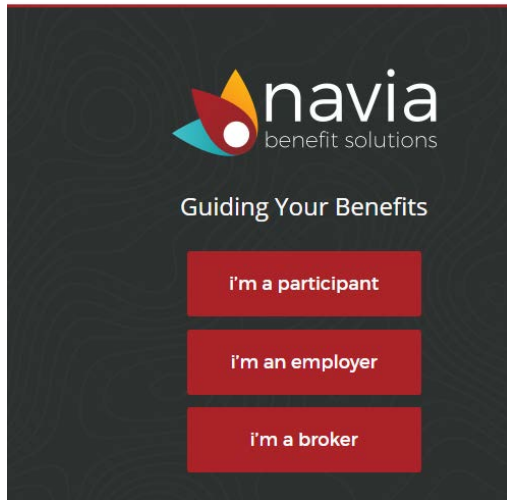 navia
benefit solutions
Guiding Your Benefits
i'm a participant
i'm an employer
i'm a broker